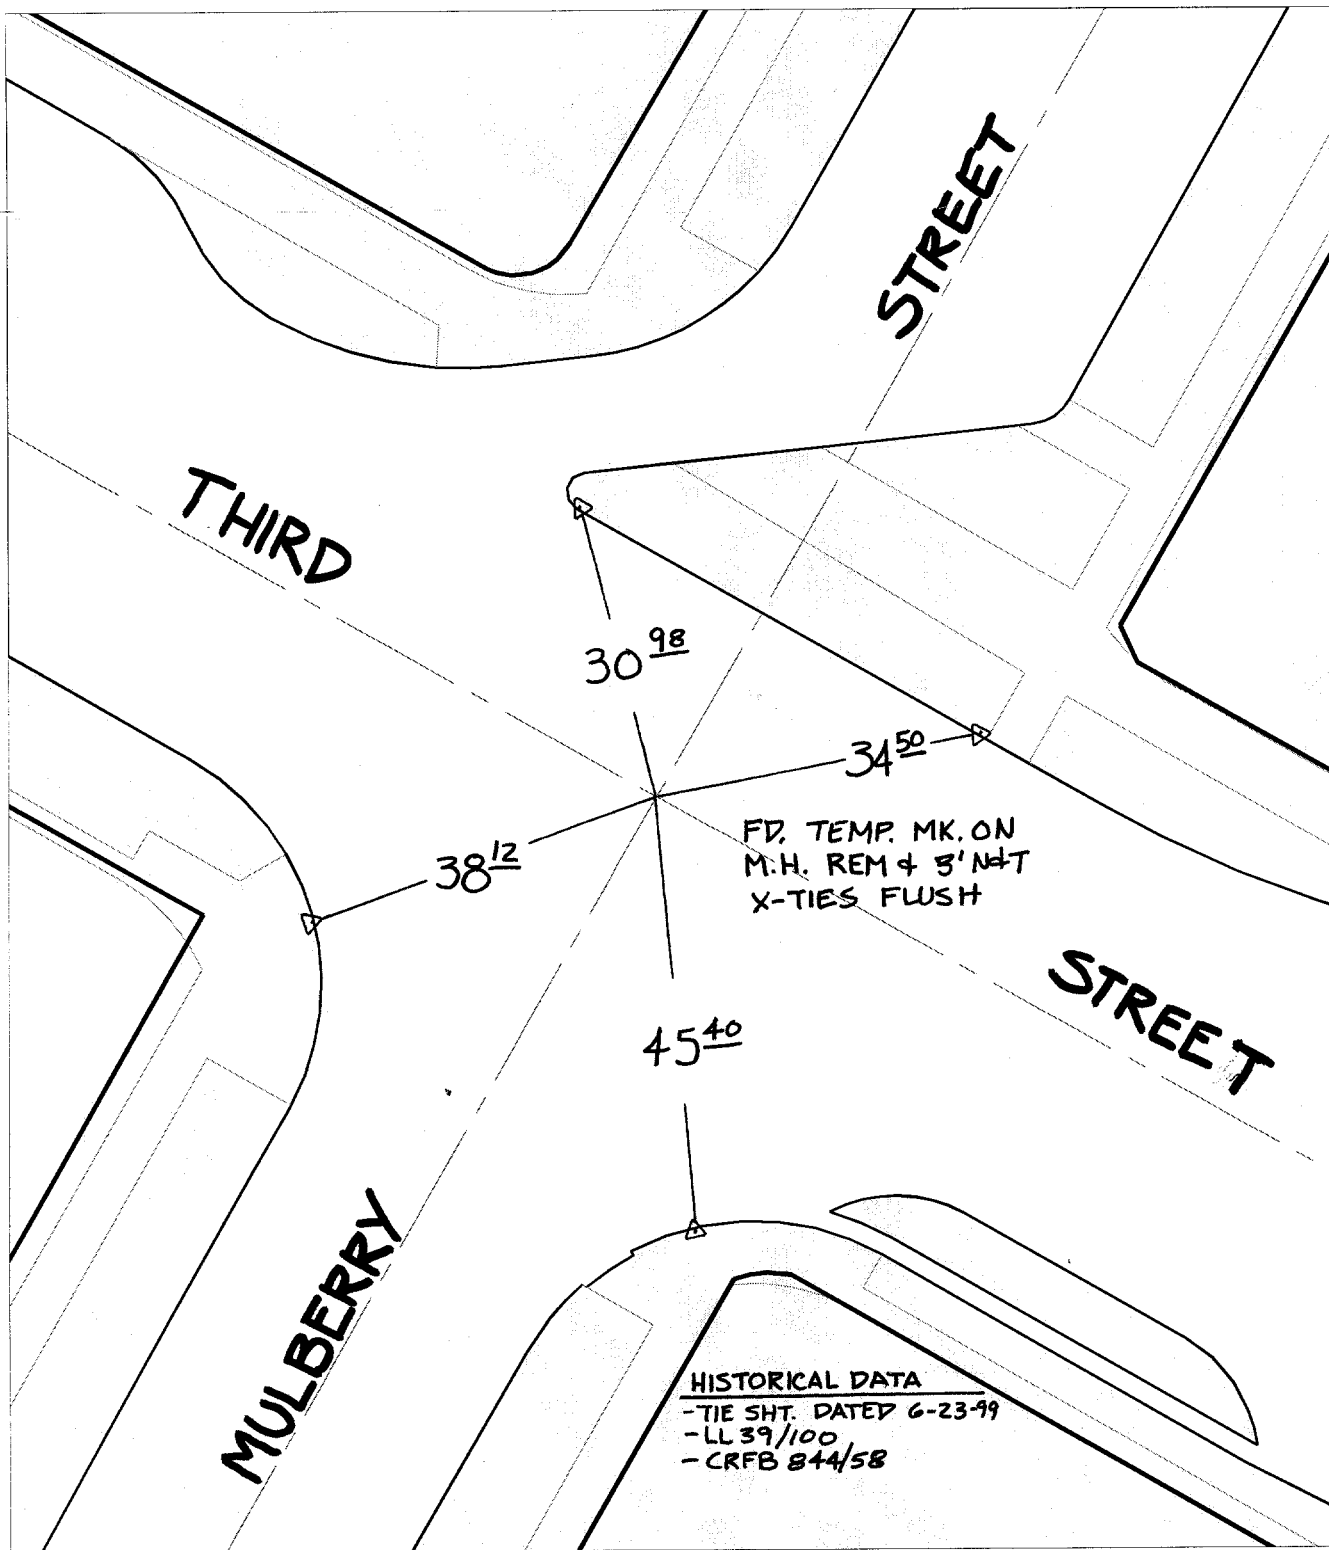 STREET
THIRD
30 98
34 50
FD. TEMP. MK. ON
M.H. REM & 3' N&T
X-TIES FLUSH
38 12
STREET
45 40
MULBERRY
HISTORICAL DATA
-TIE SHT. DATED 6-23-99
-LL 39/100
-CRFB 844/58